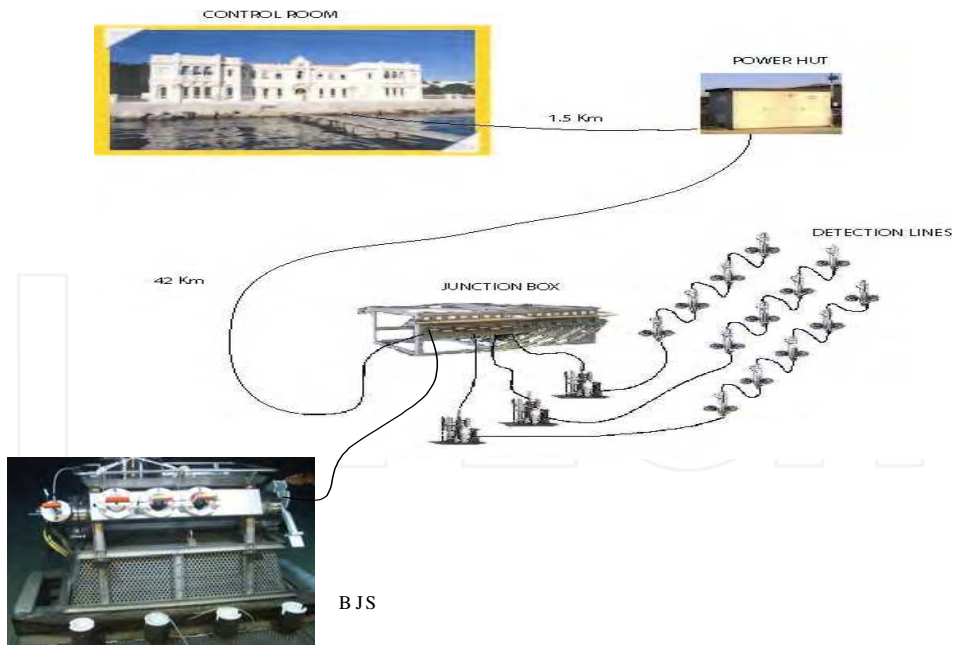 CONTROL ROOM
POWER HUT
1.5 Km
DETECTION LINES
42 Km
JUNCTION BOX
BJS